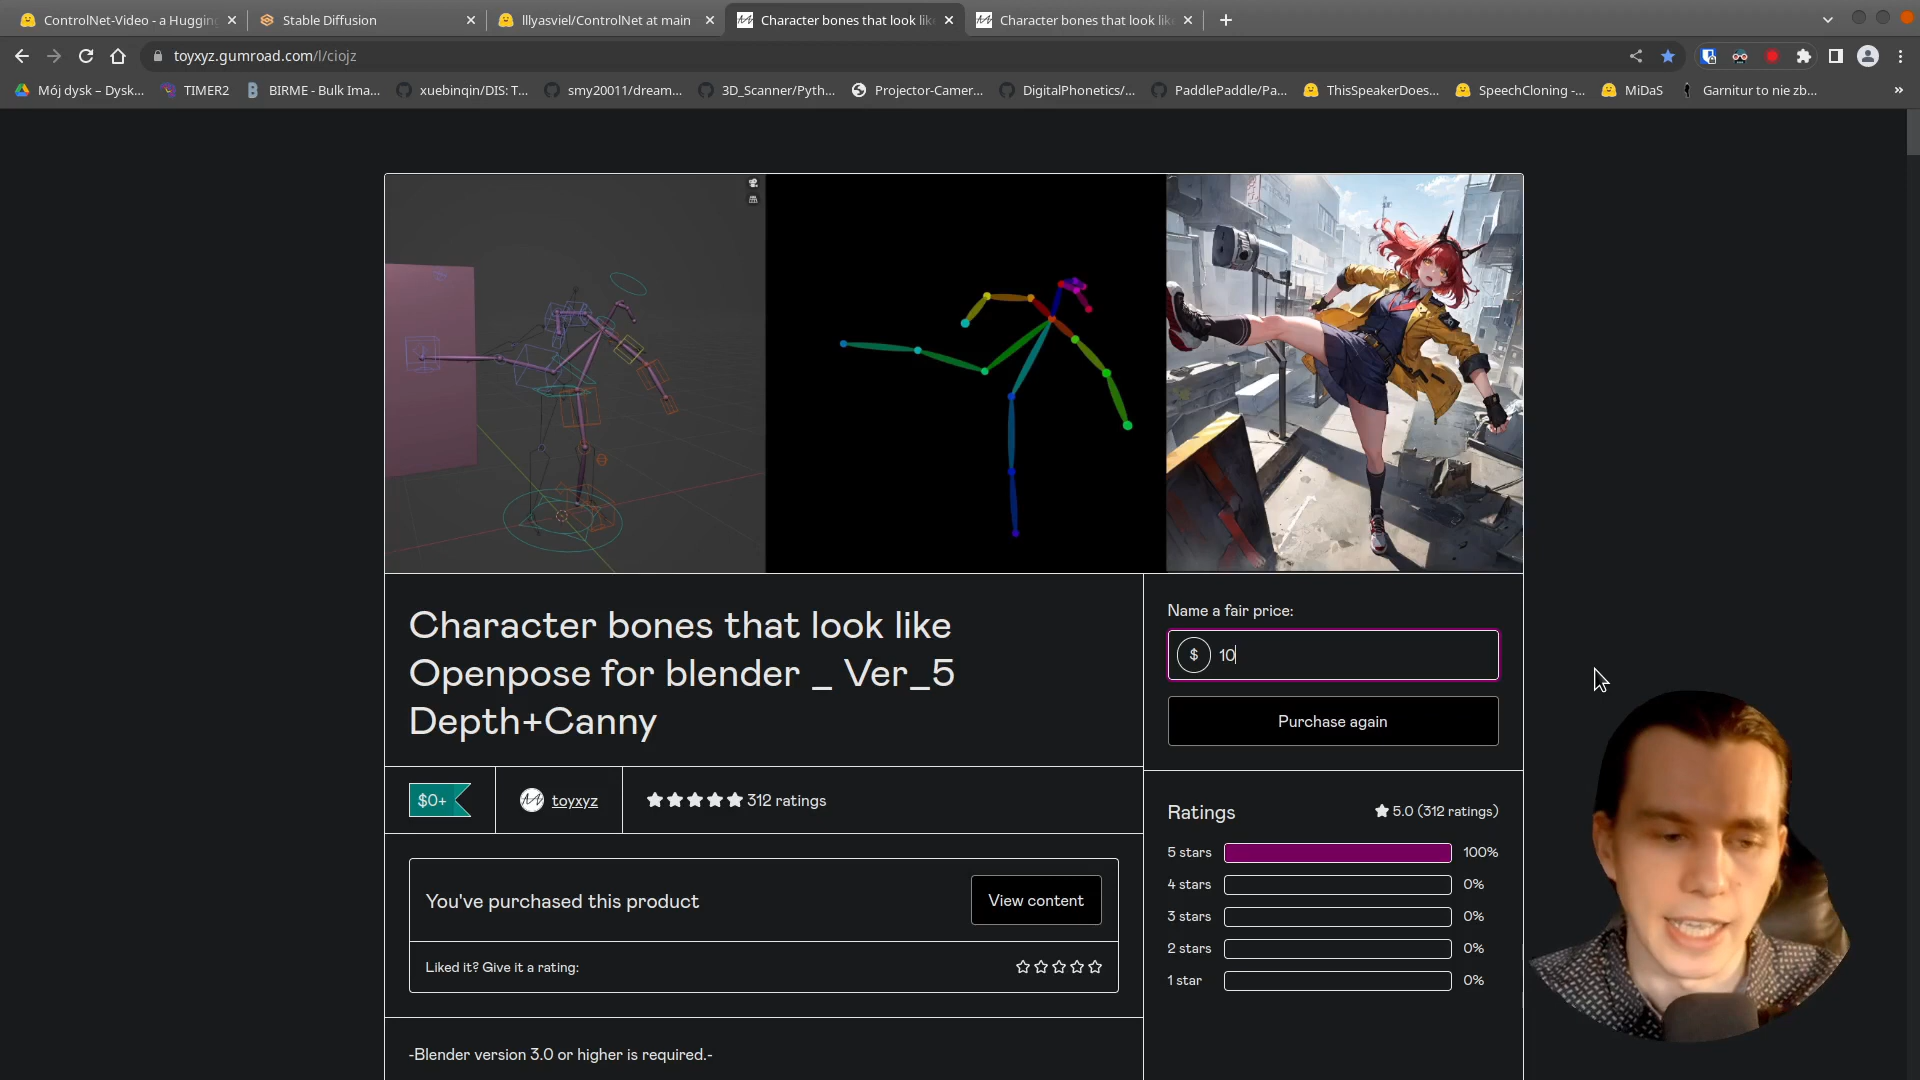 ControlNet-Video - a Hugging
Stable Diffusion
lllyasviel/ControlNet at main
Character bones that look like
Character bones that look like
toyxyz.gumroad.com/l/ciojz
Mój dysk – Dysk...
TIMER2
BIRME - Bulk Ima...
xuebinqin/DIS: T...
smy20011/dream...
3D_Scanner/Pyth...
Projector-Camer...
DigitalPhonetics/...
PaddlePaddle/Pa...
ThisSpeakerDoes...
SpeechCloning -...
MiDaS
Garnitur to nie zb...
»
Character bones that look like
Openpose for blender _ Ver_5
Depth+Canny
Name a fair price:
$ 10
Purchase again
$0+
toyxyz
312 ratings
Ratings
5.0 (312 ratings)
5 stars 100%
4 stars 0%
3 stars 0%
2 stars 0%
1 star 0%
You've purchased this product
View content
Liked it? Give it a rating:
-Blender version 3.0 or higher is required.-